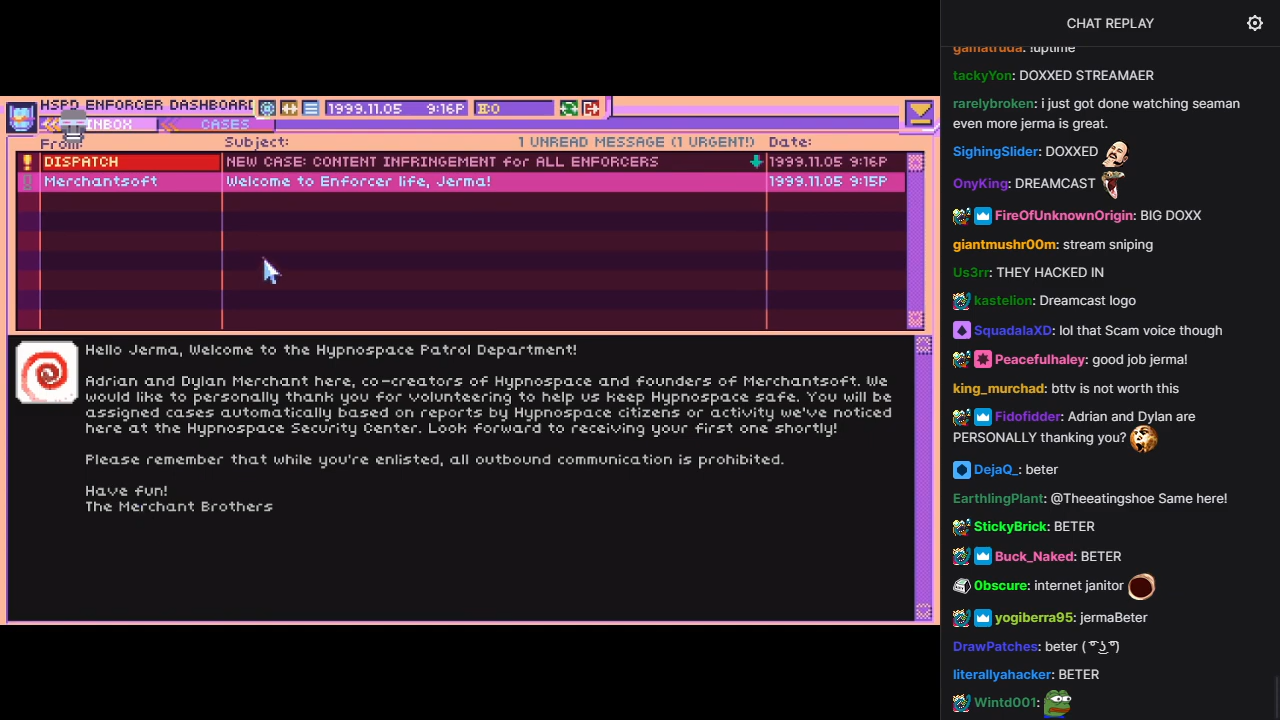 HSPD ENFORCER DASHBOARD
1999.11.05 9:16P
:0
INBOX
CASES
From:
Subject:
1 UNREAD MESSAGE (1 URGENT!)
Date:
DISPATCH
NEW CASE: CONTENT INFRINGEMENT for ALL ENFORCERS
1999.11.05 9:16P
Merchantsoft
Welcome to Enforcer life, Jerma!
1999.11.05 9:15P
Hello Jerma, Welcome to the Hypnospace Patrol Department!
Adrian and Dylan Merchant here, co-creators of Hypnospace and founders of Merchantsoft. We
would like to personally thank you for volunteering to help us keep Hypnospace safe. You will be
assigned cases automatically based on reports by Hypnospace citizens or activity we've noticed
here at the Hypnospace Security Center. Look forward to receiving your first one shortly!
Please remember that while you're enlisted, all outbound communication is prohibited.
Have fun!
The Merchant Brothers
CHAT REPLAY
gamatruda: !uptime
tackyYon: DOXXED STREAMAER
rarelybroken: i just got done watching seaman
even more jerma is great.
SighingSlider: DOXXED
OnyKing: DREAMCAST
FireOfUnknownOrigin: BIG DOXX
giantmushr00m: stream sniping
Us3rr: THEY HACKED IN
kastelion: Dreamcast logo
SquadalaXD: lol that Scam voice though
Peacefulhaley: good job jerma!
king_murchad: bttv is not worth this
Fidofidder: Adrian and Dylan are
PERSONALLY thanking you?
DejaQ_: beter
EarthlingPlant: @Theeatingshoe Same here!
StickyBrick: BETER
Buck_Naked: BETER
0bscure: internet janitor
yogiberra95: jermaBeter
DrawPatches: beter ( ͡° ͜ʖ ͡°)
literallyahacker: BETER
Wintd001: